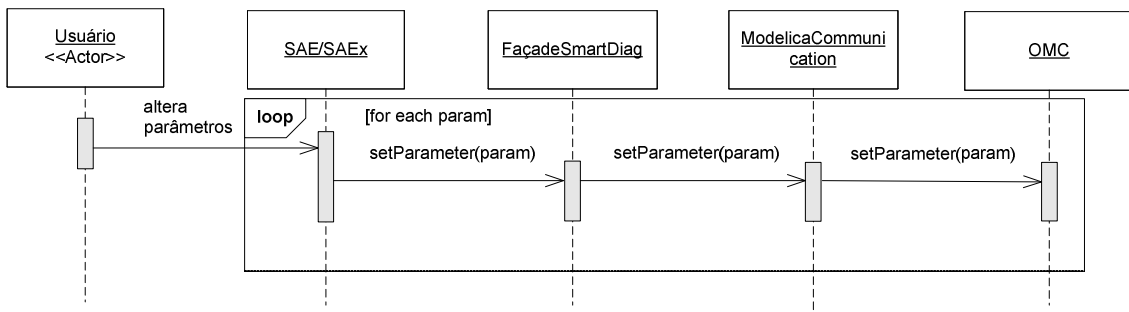 Usuário
<<Actor>>
SAE/SAEx
FaçadeSmartDiag
ModelicaCommuni
cation
OMC
altera
parâmetros
loop
[for each param]
setParameter(param)
setParameter(param)
setParameter(param)